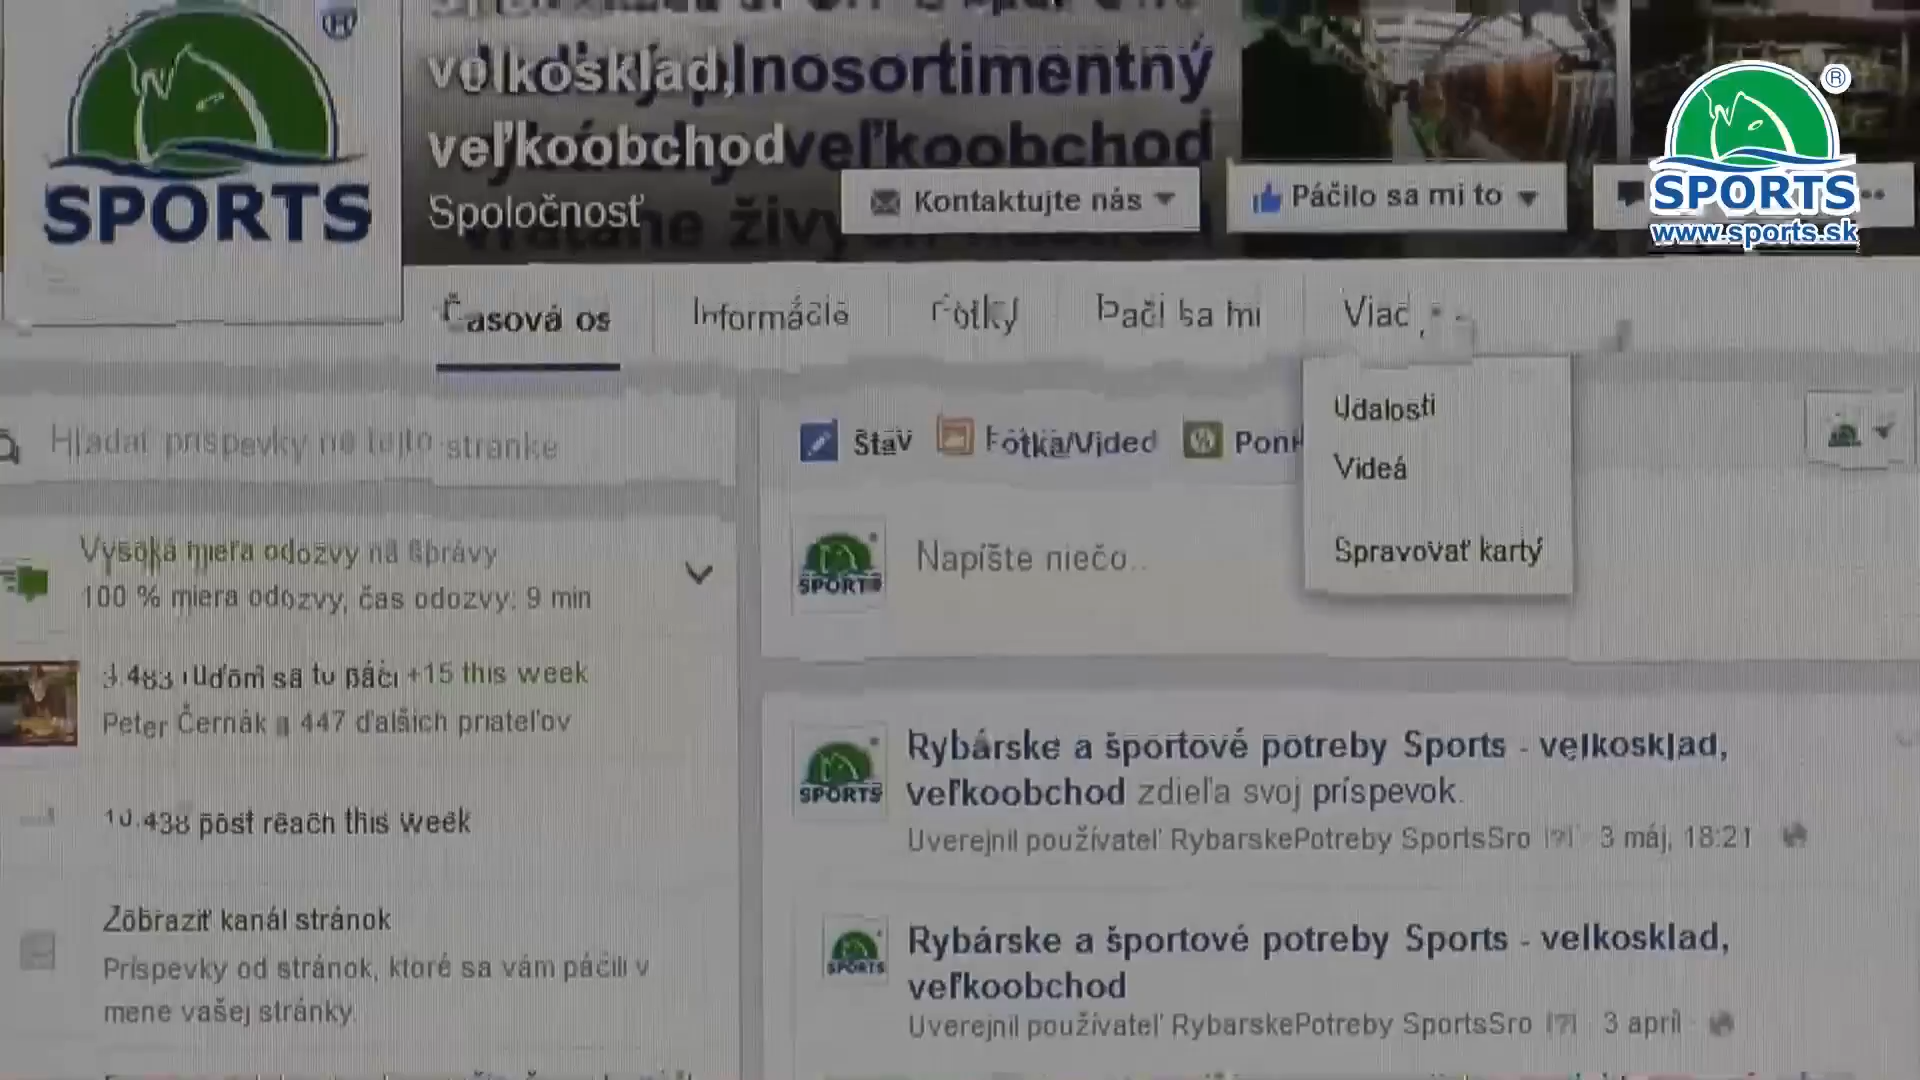 SPORTS
veľkosklad,
veľkoobchod
Spoločnosť
lnosortimentný
veľkoobchod
Kontaktujte nás
Páčilo sa mi to
SPORTS
www.sports.sk
Časová os
Informácie
Fotky
Páči sa mi
Viac
Udalosti
Videá
Spravovať karty
Hľadať príspevky na tejto stránke
Stav
Fotka/Video
Vysoká miera odozvy na správy
100 % miera odozvy, čas odozvy: 9 min
3.483 ľuďom sa tu páči +15 this week
Peter Černák a 447 ďalších priateľov
10.438 post reach this week
Zobraziť kanál stránok
Príspevky od stránok, ktoré sa vám páčili v
mene vašej stránky.
SPORTS
Napíšte niečo...
SPORTS
Rybárske a športové potreby Sports - veľkosklad,
veľkoobchod zdieľa svoj príspevok.
Uverejnil používateľ RybarskePotreby SportsSro [?] · 3 máj, 18:21
SPORTS
Rybárske a športové potreby Sports - veľkosklad,
veľkoobchod
Uverejnil používateľ RybarskePotreby SportsSro [?] · 3 apríl